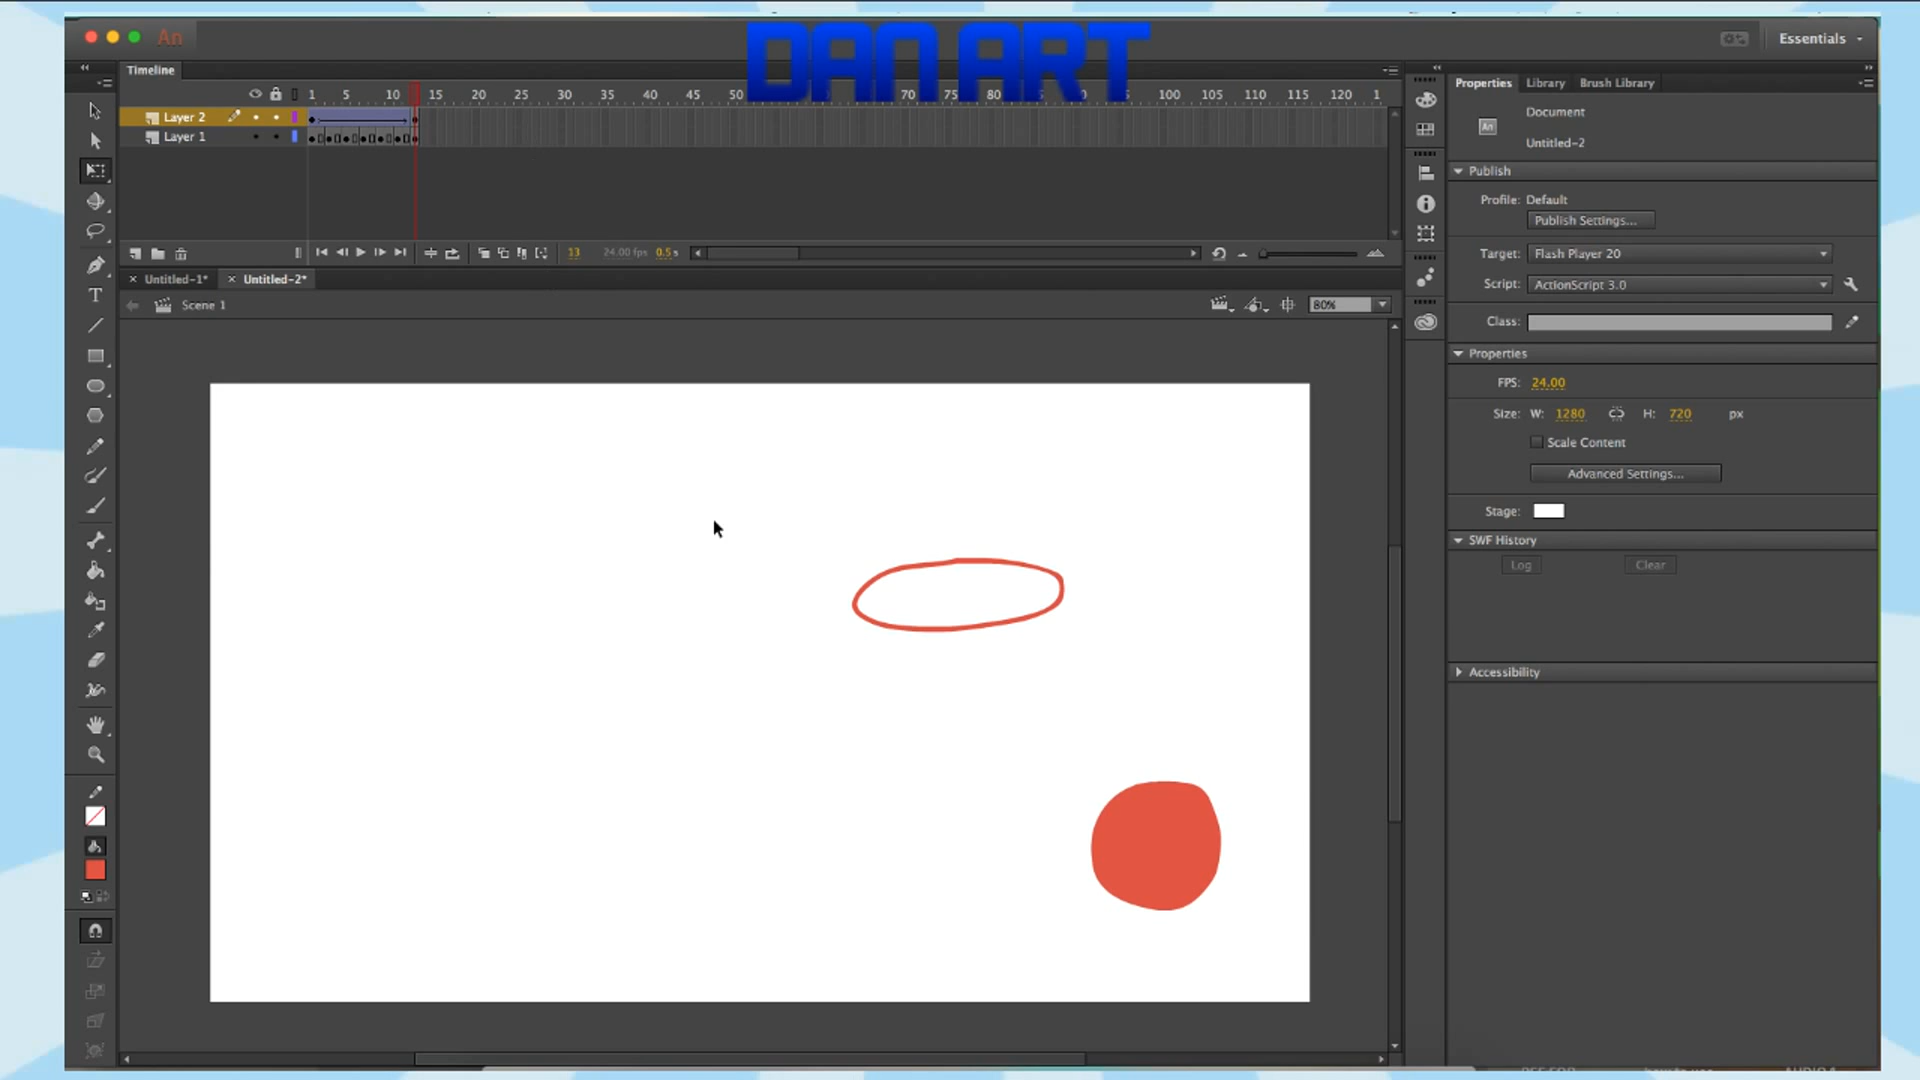 An
DAN ART
Essentials
Timeline
1 5 10 15 20 25 30 35 40 45 50 70 75 80 100 105 110 115 120 1
Layer 2
Layer 1
13 24.00 fps 0.5 s
Untitled-1*
Untitled-2*
Scene 1
80%
Properties Library Brush Library
Document
An
Untitled-2
Publish
Profile: Default
Publish Settings...
Target: Flash Player 20
Script: ActionScript 3.0
Class:
Properties
FPS: 24.00
Size: W: 1280 H: 720 px
Scale Content
Advanced Settings...
Stage:
SWF History
Log Clear
Accessibility